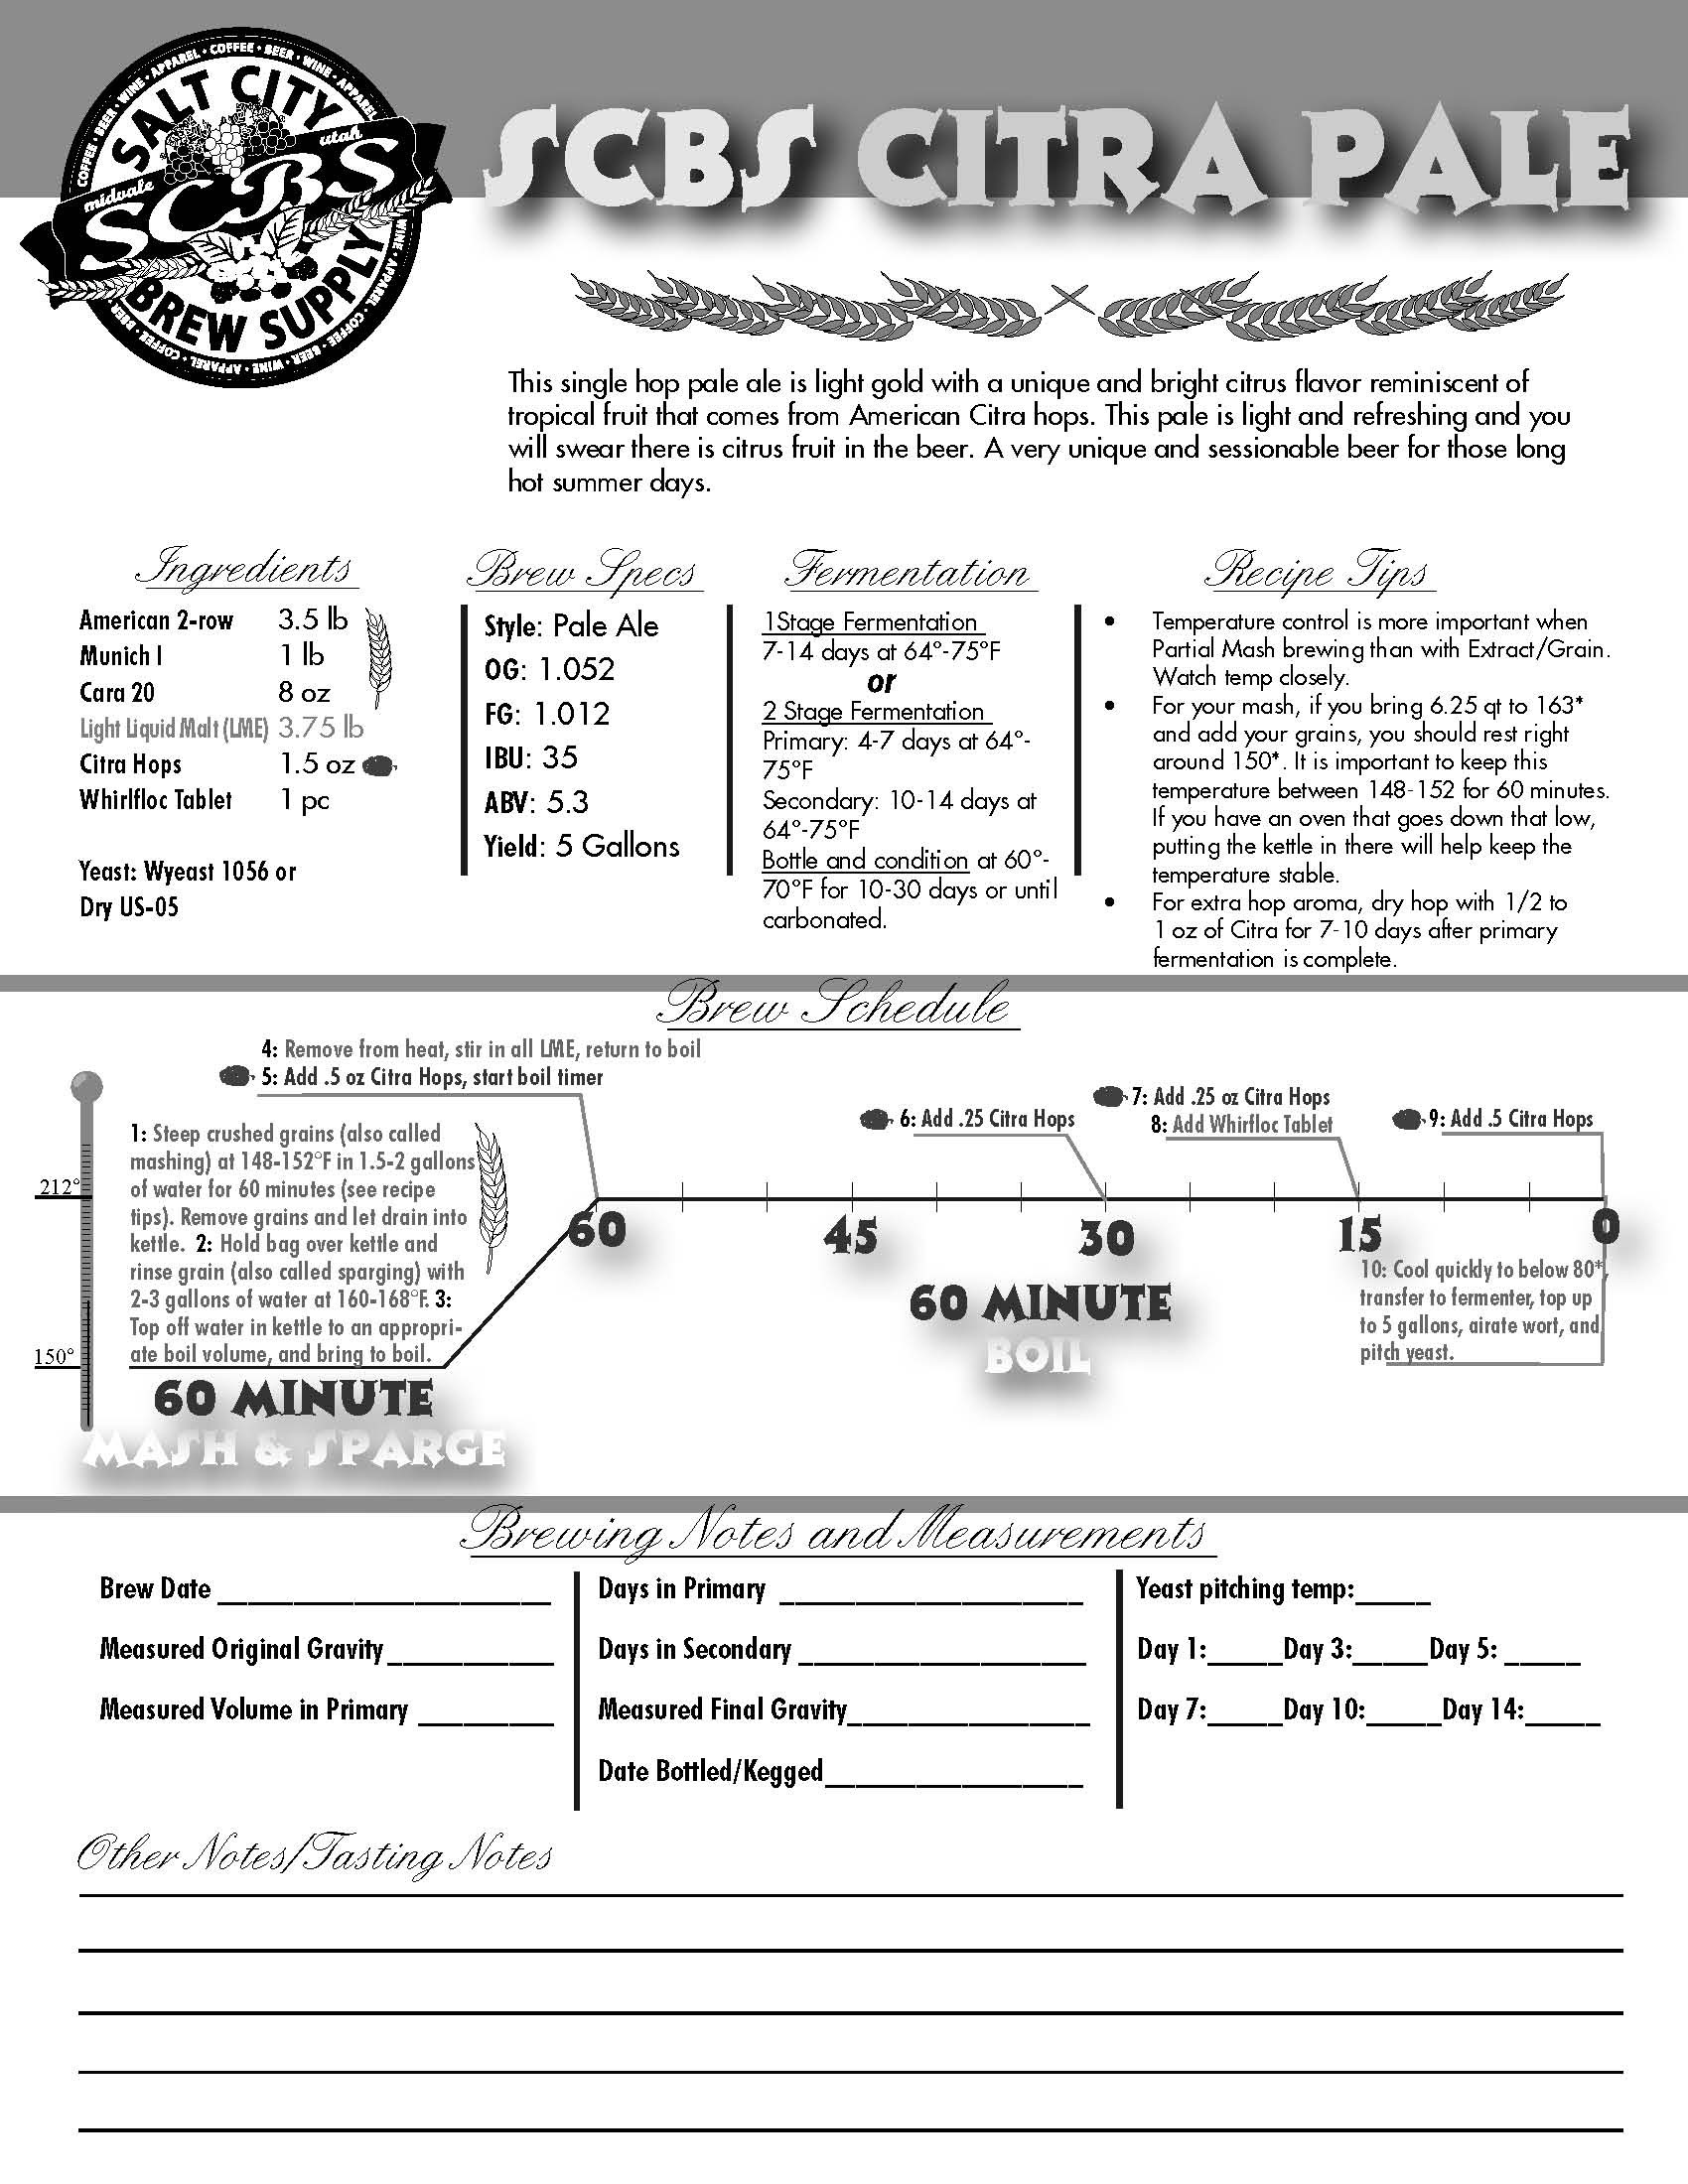 COFFEE • BEER • WINE • APPAREL • COFFEE • BEER • WINE • APPAREL
SALT CITY
midvale SCBS utah
BREW SUPPLY
SCBS CITRA PALE
This single hop pale ale is light gold with a unique and bright citrus flavor reminiscent of
tropical fruit that comes from American Citra hops. This pale is light and refreshing and you
will swear there is citrus fruit in the beer. A very unique and sessionable beer for those long
hot summer days.
Ingredients
American 2-row 3.5 lb
Munich I 1 lb
Cara 20 8 oz
Light Liquid Malt (LME) 3.75 lb
Citra Hops 1.5 oz
Whirlfloc Tablet 1 pc
Yeast: Wyeast 1056 or
Dry US-05
Brew Specs
Style: Pale Ale
OG: 1.052
FG: 1.012
IBU: 35
ABV: 5.3
Yield: 5 Gallons
Fermentation
1Stage Fermentation
7-14 days at 64°-75°F
or
2 Stage Fermentation
Primary: 4-7 days at 64°-
75°F
Secondary: 10-14 days at
64°-75°F
Bottle and condition at 60°-
70°F for 10-30 days or until
carbonated.
Recipe Tips
• Temperature control is more important when
Partial Mash brewing than with Extract/Grain.
Watch temp closely.
• For your mash, if you bring 6.25 qt to 163*
and add your grains, you should rest right
around 150*. It is important to keep this
temperature between 148-152 for 60 minutes.
If you have an oven that goes down that low,
putting the kettle in there will help keep the
temperature stable.
• For extra hop aroma, dry hop with 1/2 to
1 oz of Citra for 7-10 days after primary
fermentation is complete.
Brew Schedule
4: Remove from heat, stir in all LME, return to boil
5: Add .5 oz Citra Hops, start boil timer
6: Add .25 Citra Hops
7: Add .25 oz Citra Hops
8: Add Whirfloc Tablet
9: Add .5 Citra Hops
212°
150°
1: Steep crushed grains (also called
mashing) at 148-152°F in 1.5-2 gallons
of water for 60 minutes (see recipe
tips). Remove grains and let drain into
kettle. 2: Hold bag over kettle and
rinse grain (also called sparging) with
2-3 gallons of water at 160-168°F. 3:
Top off water in kettle to an appropri-
ate boil volume, and bring to boil.
60 MINUTE
MASH & SPARGE
60 45 30 15 0
60 MINUTE
BOIL
10: Cool quickly to below 80*,
transfer to fermenter, top up
to 5 gallons, airate wort, and
pitch yeast.
Brewing Notes and Measurements
Brew Date ______________________
Measured Original Gravity___________
Measured Volume in Primary _________
Days in Primary ____________________
Days in Secondary ___________________
Measured Final Gravity________________
Date Bottled/Kegged_________________
Yeast pitching temp:_____
Day 1:_____Day 3:_____Day 5: _____
Day 7:_____Day 10:_____Day 14:_____
Other Notes/Tasting Notes